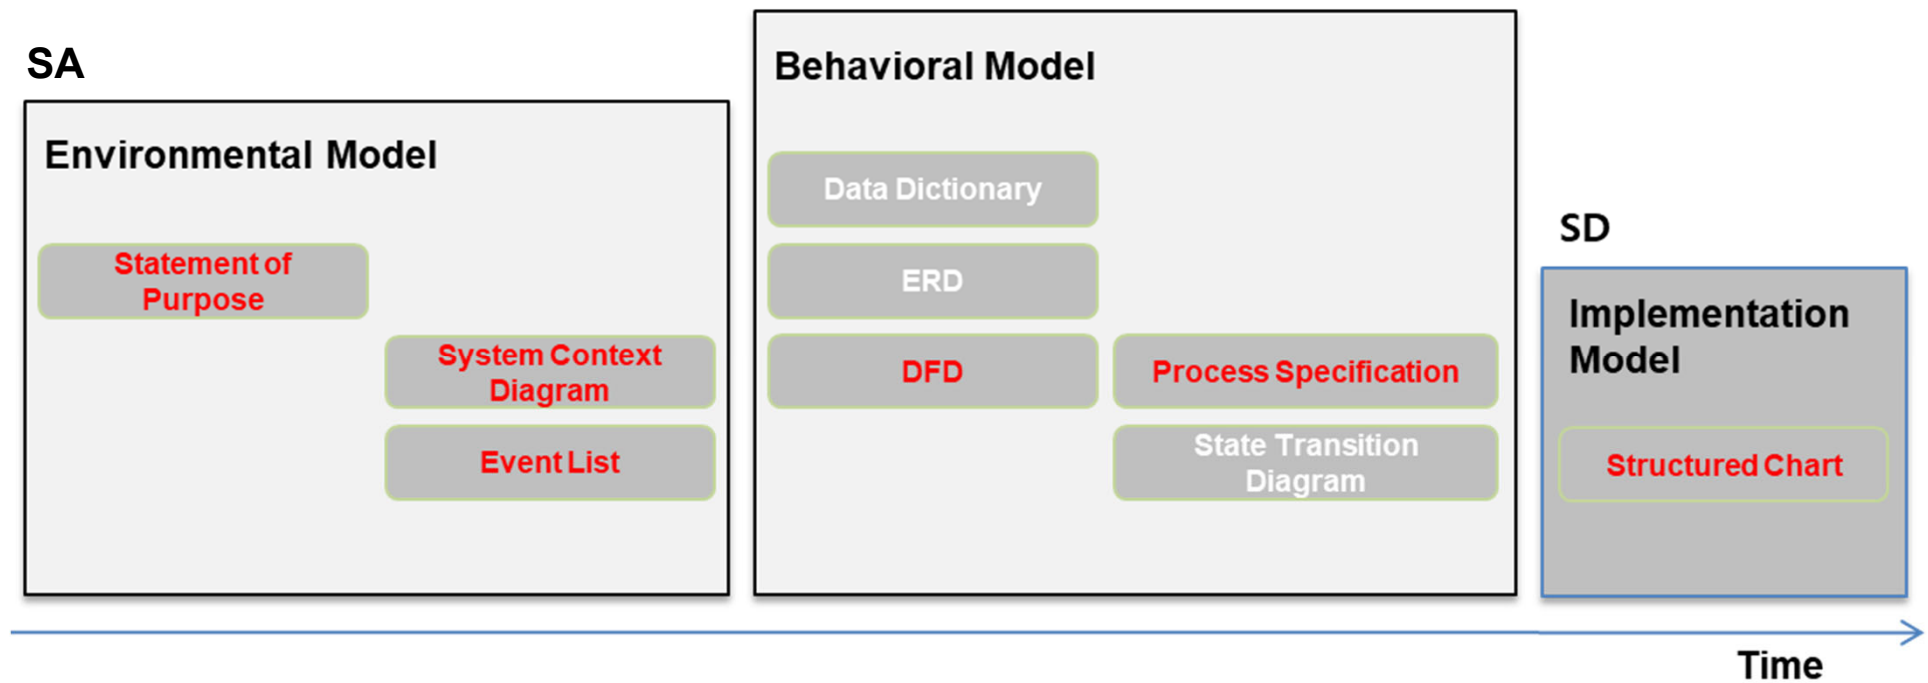 SA
Environmental Model
Statement of
Purpose
System Context
Diagram
Event List
Behavioral Model
Data Dictionary
ERD
DFD
Process Specification
State Transition
Diagram
SD
Implementation
Model
Structured Chart
Time